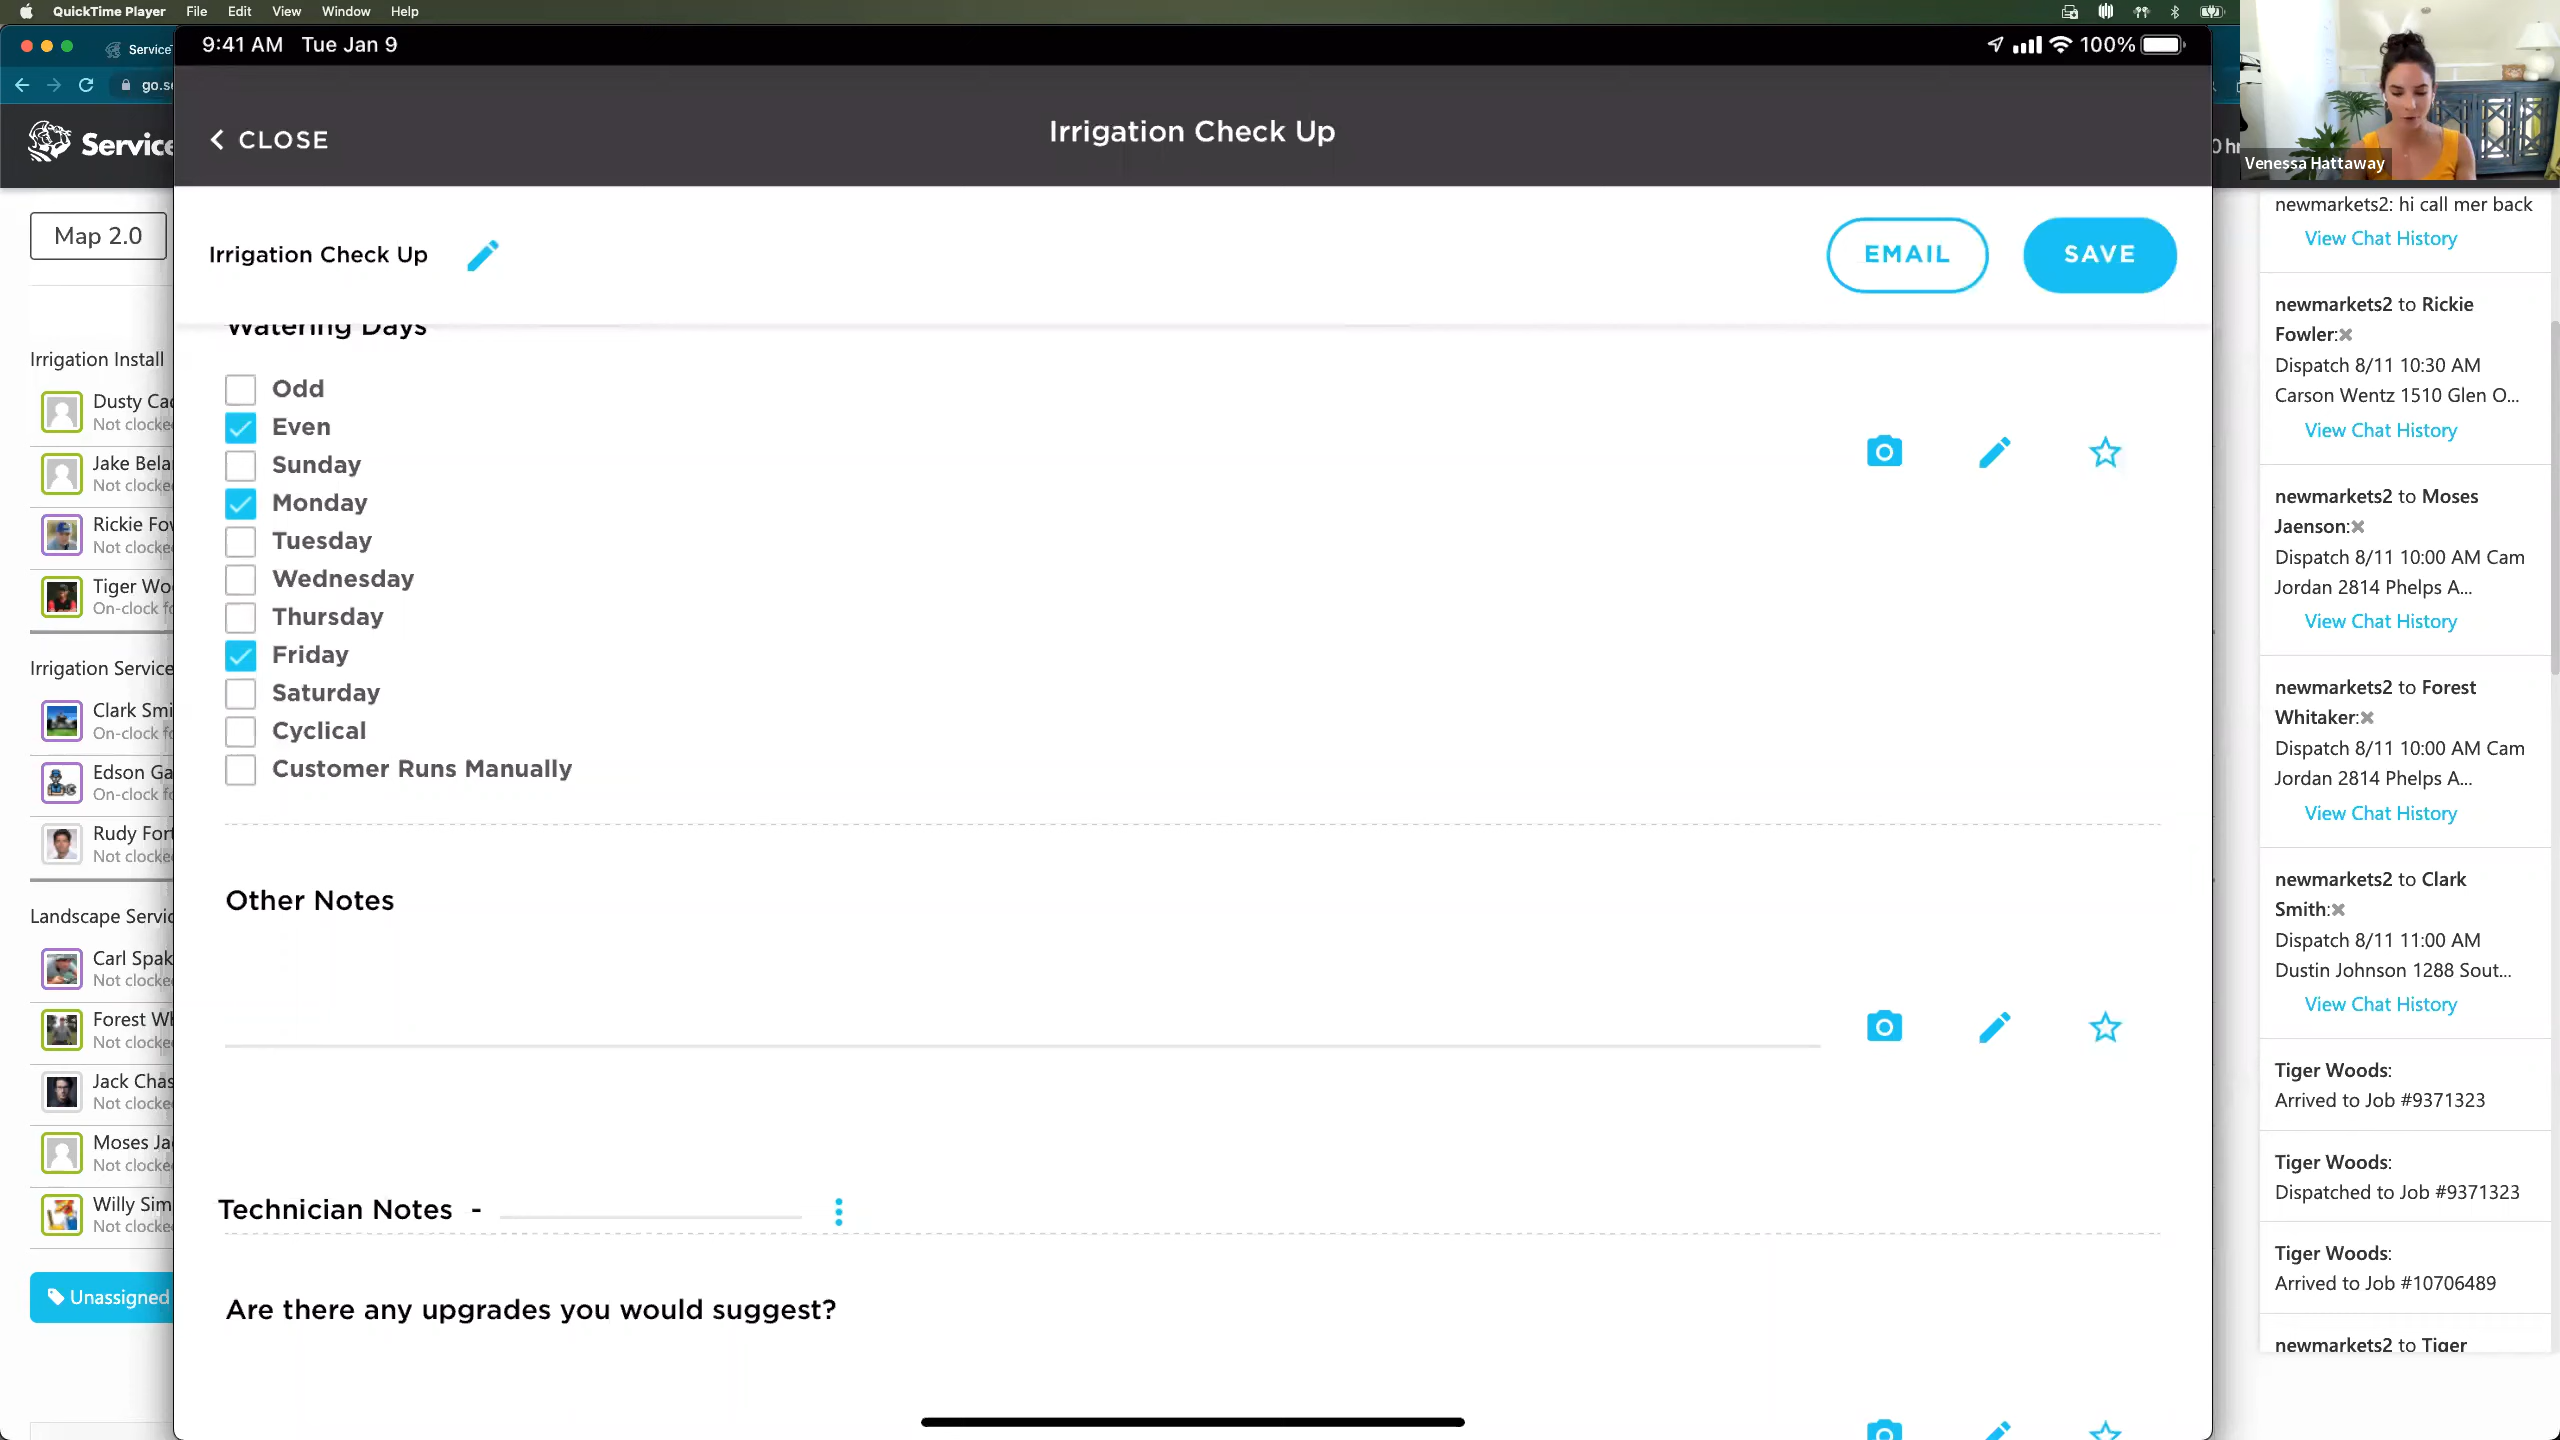 QuickTime Player File Edit View Window Help
9:41 AM Tue Jan 9
100%
CLOSE
Irrigation Check Up
Irrigation Check Up
EMAIL
SAVE
Watering Days
Odd
Even
Sunday
Monday
Tuesday
Wednesday
Thursday
Friday
Saturday
Cyclical
Customer Runs Manually
Other Notes
Technician Notes -
Are there any upgrades you would suggest?
Service
go.se
Service
Map 2.0
Irrigation Install
Dusty Cad
Not clocke
Jake Bela
Not clocke
Rickie Fow
Not clocke
Tiger Wo
On-clock fo
Irrigation Service
Clark Smi
On-clock fo
Edson Ga
On-clock fo
Rudy Fort
Not clocke
Landscape Servic
Carl Spak
Not clocke
Forest Wh
Not clocke
Jack Chas
Not clocke
Moses Ja
Not clocke
Willy Sim
Not clocke
Unassigned
Venessa Hattaway
0 hr
newmarkets2: hi call mer back
View Chat History
newmarkets2 to Rickie
Fowler:
Dispatch 8/11 10:30 AM
Carson Wentz 1510 Glen O...
View Chat History
newmarkets2 to Moses
Jaenson:
Dispatch 8/11 10:00 AM Cam
Jordan 2814 Phelps A...
View Chat History
newmarkets2 to Forest
Whitaker:
Dispatch 8/11 10:00 AM Cam
Jordan 2814 Phelps A...
View Chat History
newmarkets2 to Clark
Smith:
Dispatch 8/11 11:00 AM
Dustin Johnson 1288 Sout...
View Chat History
Tiger Woods:
Arrived to Job #9371323
Tiger Woods:
Dispatched to Job #9371323
Tiger Woods:
Arrived to Job #10706489
newmarkets2 to Tiger